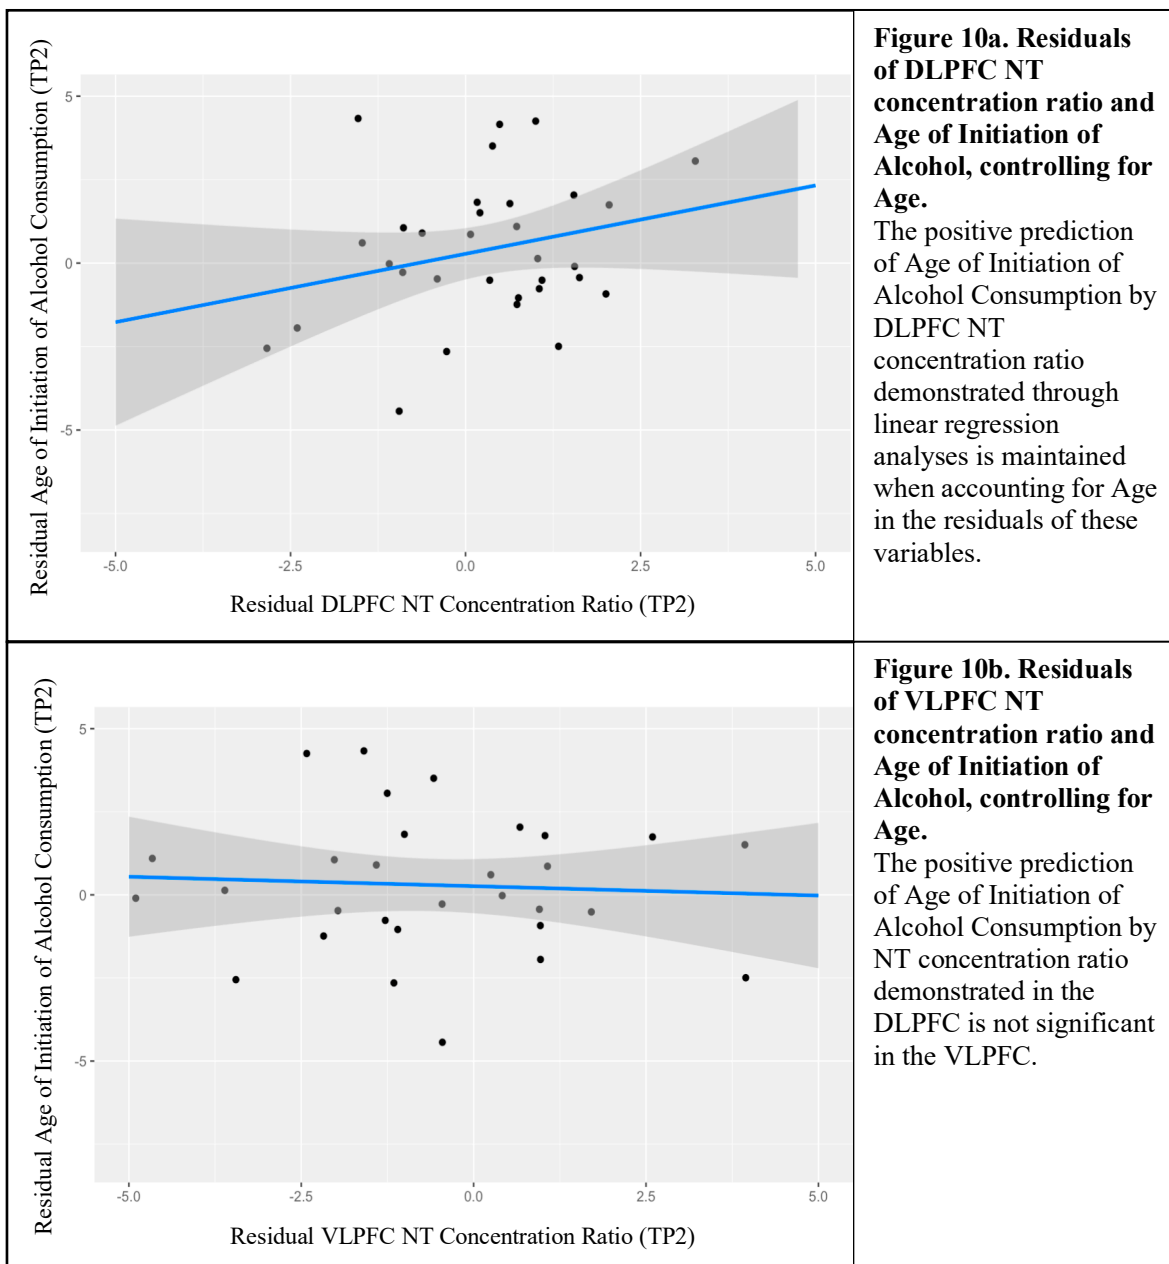 Residual Age of Initiation of Alcohol Consumption (TP2)
5
0
-5
-5.0
-2.5
0.0
2.5
5.0
Residual DLPFC NT Concentration Ratio (TP2)
Figure 10a. Residuals
of DLPFC NT
concentration ratio and
Age of Initiation of
Alcohol, controlling for
Age.
The positive prediction
of Age of Initiation of
Alcohol Consumption by
DLPFC NT
concentration ratio
demonstrated through
linear regression
analyses is maintained
when accounting for Age
in the residuals of these
variables.
Residual Age of Initiation of Alcohol Consumption (TP2)
5
0
-5
-5.0
-2.5
0.0
2.5
5.0
Residual VLPFC NT Concentration Ratio (TP2)
Figure 10b. Residuals
of VLPFC NT
concentration ratio and
Age of Initiation of
Alcohol, controlling for
Age.
The positive prediction
of Age of Initiation of
Alcohol Consumption by
NT concentration ratio
demonstrated in the
DLPFC is not significant
in the VLPFC.